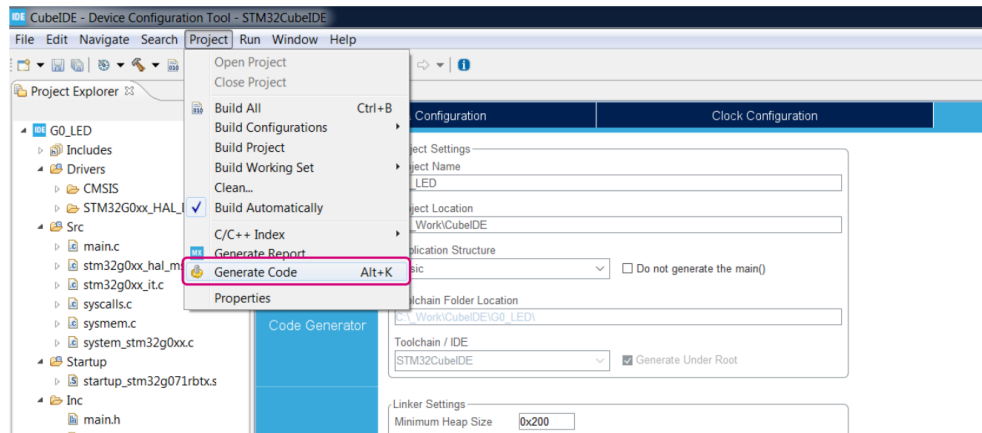 IDE CubeIDE - Device Configuration Tool - STM32CubeIDE
File Edit Navigate Search Project Run Window Help
Project Explorer
G0_LED
Includes
Drivers
CMSIS
STM32G0xx_HAL_
Src
main.c
stm32g0xx_hal_m
stm32g0xx_it.c
syscalls.c
sysmem.c
system_stm32g0xx.c
Startup
startup_stm32g071rbtx.s
Inc
main.h
Open Project
Close Project
Build All Ctrl+B
Build Configurations
Build Project
Build Working Set
Clean...
Build Automatically
C/C++ Index
MX Generate Report
Generate Code Alt+K
Properties
Configuration
Clock Configuration
Code Generator
ject Settings
ject Name
_LED
ject Location
_Work\CubeIDE
plication Structure
sic
Do not generate the main()
olchain Folder Location
C:\_Work\CubeIDE\G0_LED\
Toolchain / IDE
STM32CubeIDE
Generate Under Root
Linker Settings
Minimum Heap Size 0x200